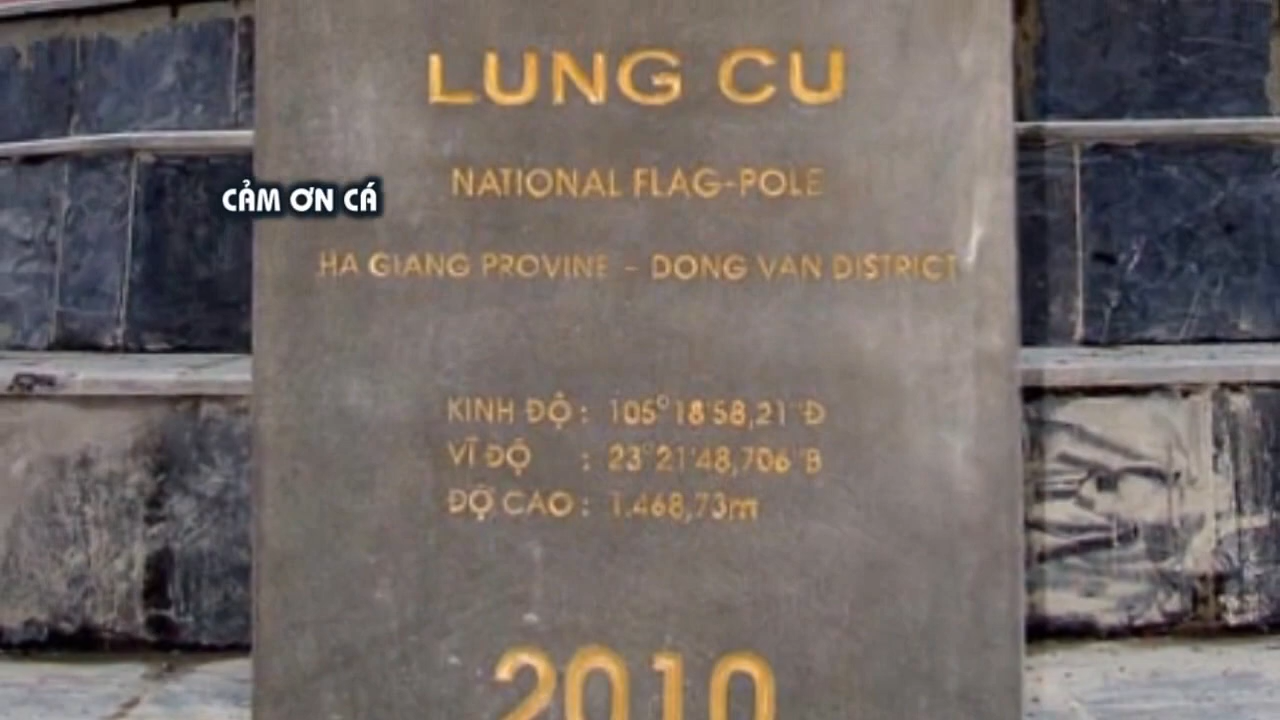 LUNG CU
NATIONAL FLAG-POLE
CẢM ƠN CÁ
HA GIANG PROVINE - DONG VAN DISTRICT
KINH ĐỘ : 105°18'58,21"Đ
VĨ ĐỘ : 23°21'48,706"B
ĐỘ CAO : 1.468,73m
2010